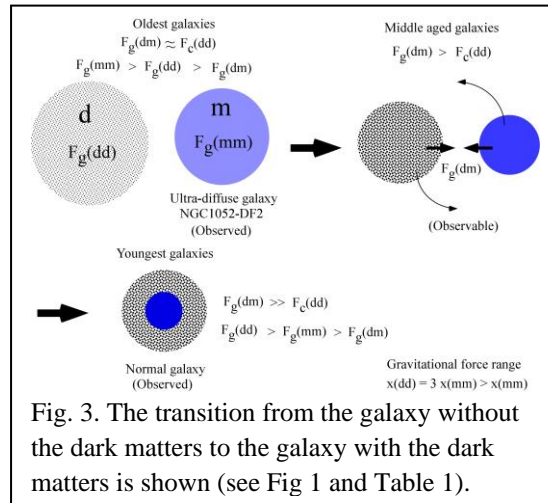 Oldest galaxies
F_g(dm) ≈ F_c(dd)
F_g(mm) > F_g(dd) > F_g(dm)
d
F_g(dd)
m
F_g(mm)
Ultra-diffuse galaxy
NGC1052-DF2
(Observed)
Middle aged galaxies
F_g(dm) > F_c(dd)
F_g(dm)
(Observable)
Youngest galaxies
Normal galaxy
(Observed)
F_g(dm) >> F_c(dd)
F_g(dd) > F_g(mm) > F_g(dm)
Gravitational force range
x(dd) = 3 x(mm) > x(mm)
Fig. 3. The transition from the galaxy without
the dark matters to the galaxy with the dark
matters is shown (see Fig 1 and Table 1).